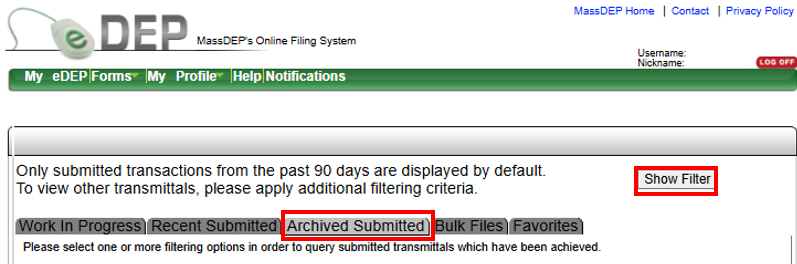 MassDEP Home | Contact | Privacy Policy
eDEP MassDEP's Online Filing System
Username:
Nickname:
LOG OFF
My eDEP Forms My Profile Help Notifications
Only submitted transactions from the past 90 days are displayed by default.
To view other transmittals, please apply additional filtering criteria.
Show Filter
Work In Progress Recent Submitted Archived Submitted Bulk Files Favorites
Please select one or more filtering options in order to query submitted transmittals which have been achieved.